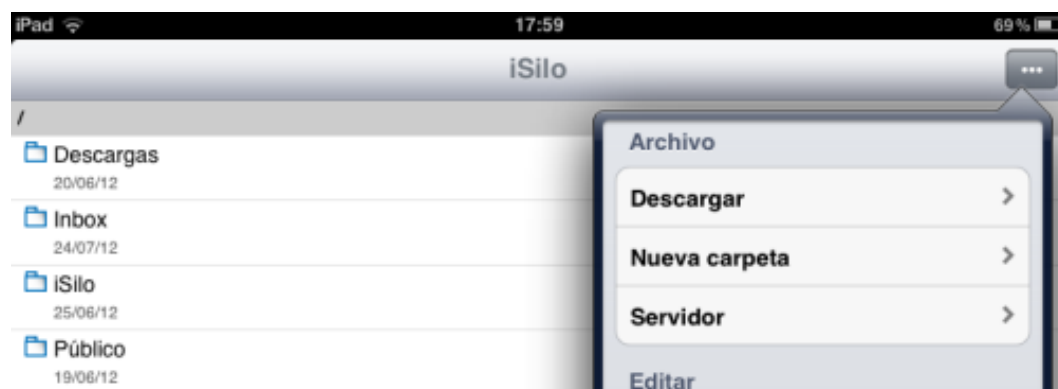 iPad 17:59 69 %
iSilo
/
Descargas
20/06/12
Inbox
24/07/12
iSilo
25/06/12
Público
19/06/12
Archivo
Descargar
Nueva carpeta
Servidor
Editar